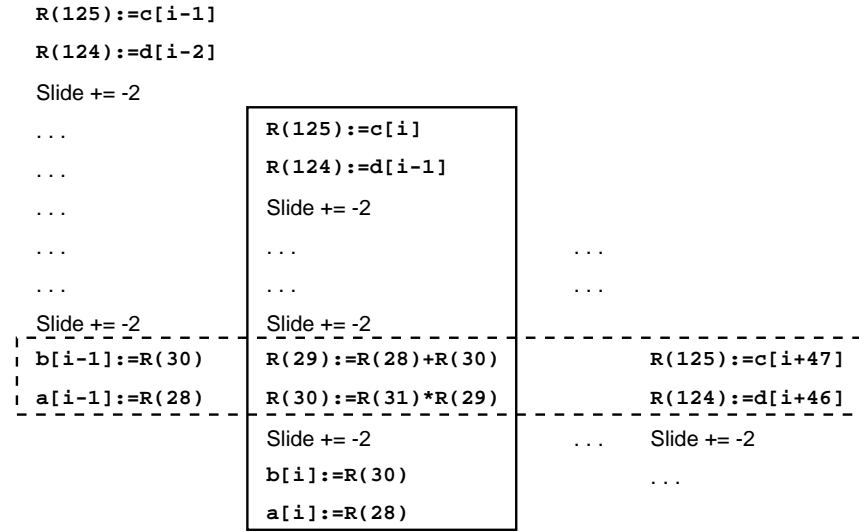 R(125):=c[i-1]
R(124):=d[i-2]
Slide += -2
. . . R(125):=c[i]
. . . R(124):=d[i-1]
. . . Slide += -2
. . . . . . . . .
. . . . . . . . .
Slide += -2 Slide += -2
b[i-1]:=R(30) R(29):=R(28)+R(30) R(125):=c[i+47]
a[i-1]:=R(28) R(30):=R(31)*R(29) R(124):=d[i+46]
Slide += -2 . . . Slide += -2
b[i]:=R(30) . . .
a[i]:=R(28)